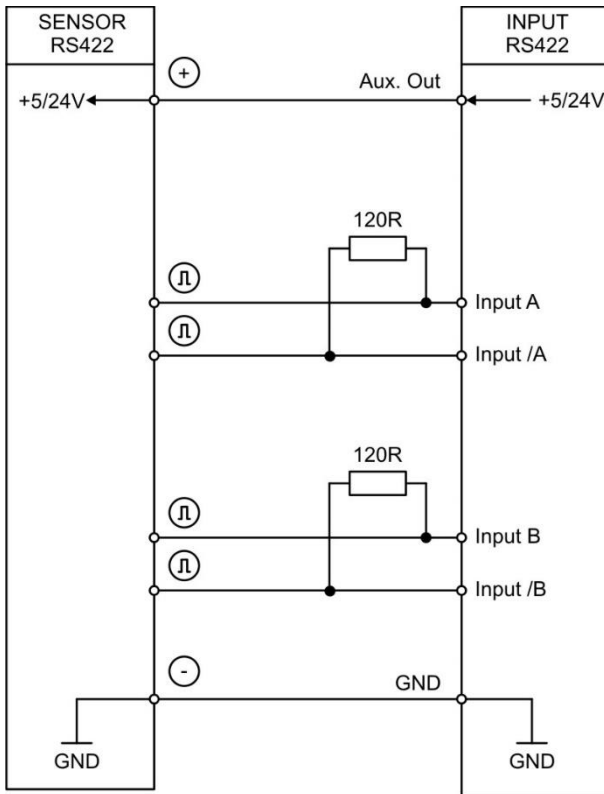 SENSOR
RS422
INPUT
RS422
+
Aux. Out
+5/24V
+5/24V
120R
Input A
Input /A
120R
Input B
Input /B
-
GND
GND
GND